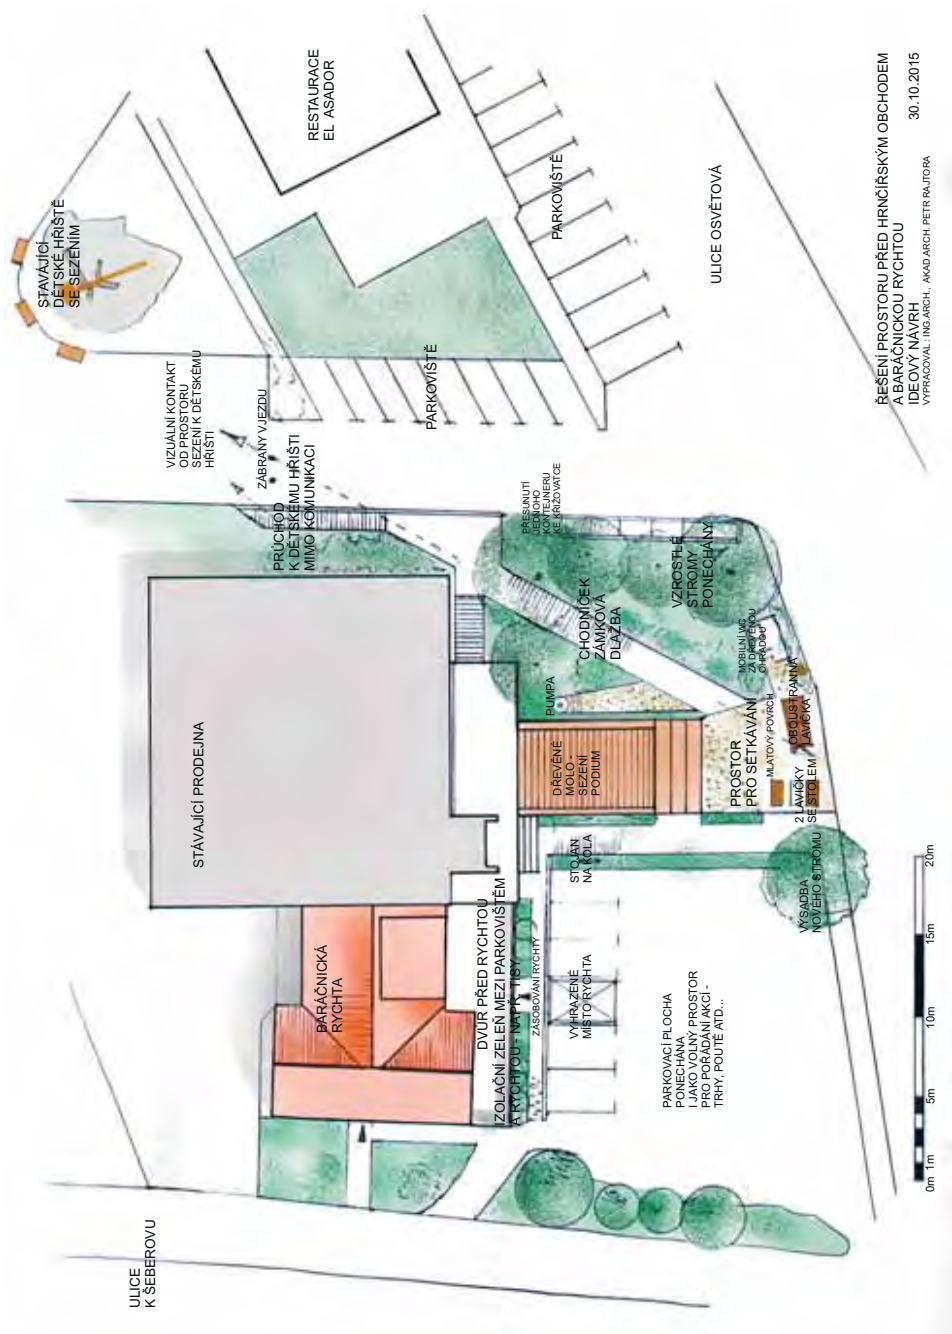 ŘEŠENÍ PROSTORU PŘED HRNČÍŘSKÝM OBCHODEM
A BARÁČNICKOU RYCHTOU
IDEOVÝ NÁVRH 30.10.2015
VYPRACOVAL : ING.ARCH., AKAD.ARCH. PETR RAJTORA
ULICE
K ŠEBEROVU
BARÁČNICKÁ
RYCHTA
STÁVAJÍCÍ PRODEJNA
PRŮCHOD
K DĚTSKÉMU HŘIŠTI
MIMO KOMUNIKACI
ZÁBRANY VJEZDU
VIZUÁLNÍ KONTAKT
OD PROSTORU
SEZENÍ K DĚTSKÉMU
HŘIŠTI
STÁVÁJÍCÍ
DĚTSKÉ HŘIŠTĚ
SE SEZENÍM
RESTAURACE
EL ASADOR
PARKOVIŠTĚ
PARKOVIŠTĚ
ULICE OSVĚTOVÁ
DVŮR PŘED RYCHTOU
IZOLAČNÍ ZELEŇ MEZI PARKOVIŠTĚM
A RYCHTOU - NAPŘ. TISY
ZÁSOBOVÁNÍ RYCHTY
VYHRAZENÉ
MÍSTO RYCHTA
STOJAN
NA KOLA
DŘEVĚNÉ
MOLO -
SEZENÍ
PODIUM
PUMPA
CHODNÍČEK
ZÁMKOVÁ
DLAŽBA
PŘESUNUTÍ
JEDNOHO
KONTEJNERU
KE KŘIŽOVATCE
VZROSTLÉ
STROMY
PONECHÁNY
MOBILNÍ WC
ZA DŘEVĚNOU
OHRADOU
PROSTOR
PRO SETKÁVÁNÍ
MLATOVÝ POVRCH
OBOUSTRANNÁ
LAVIČKA
2 LAVIČKY
SE STOLEM
VÝSADBA
NOVÉHO STROMU
PARKOVACÍ PLOCHA
PONECHÁNA
I JAKO VOLNÝ PROSTOR
PRO POŘÁDÁNÍ AKCÍ -
TRHY, POUTĚ ATD...
0m 1m 5m 10m 15m 20m